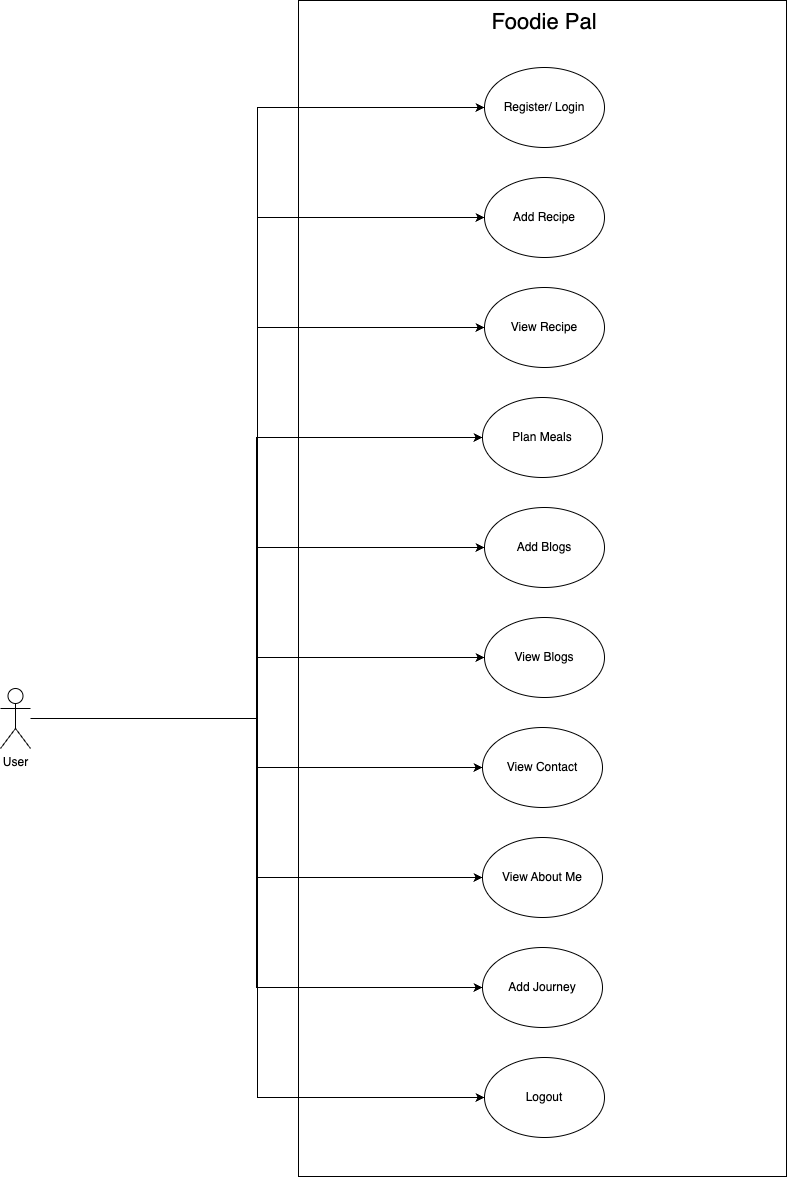 Foodie Pal
Register/ Login
Add Recipe
View Recipe
Plan Meals
Add Blogs
View Blogs
User
View Contact
View About Me
Add Journey
Logout